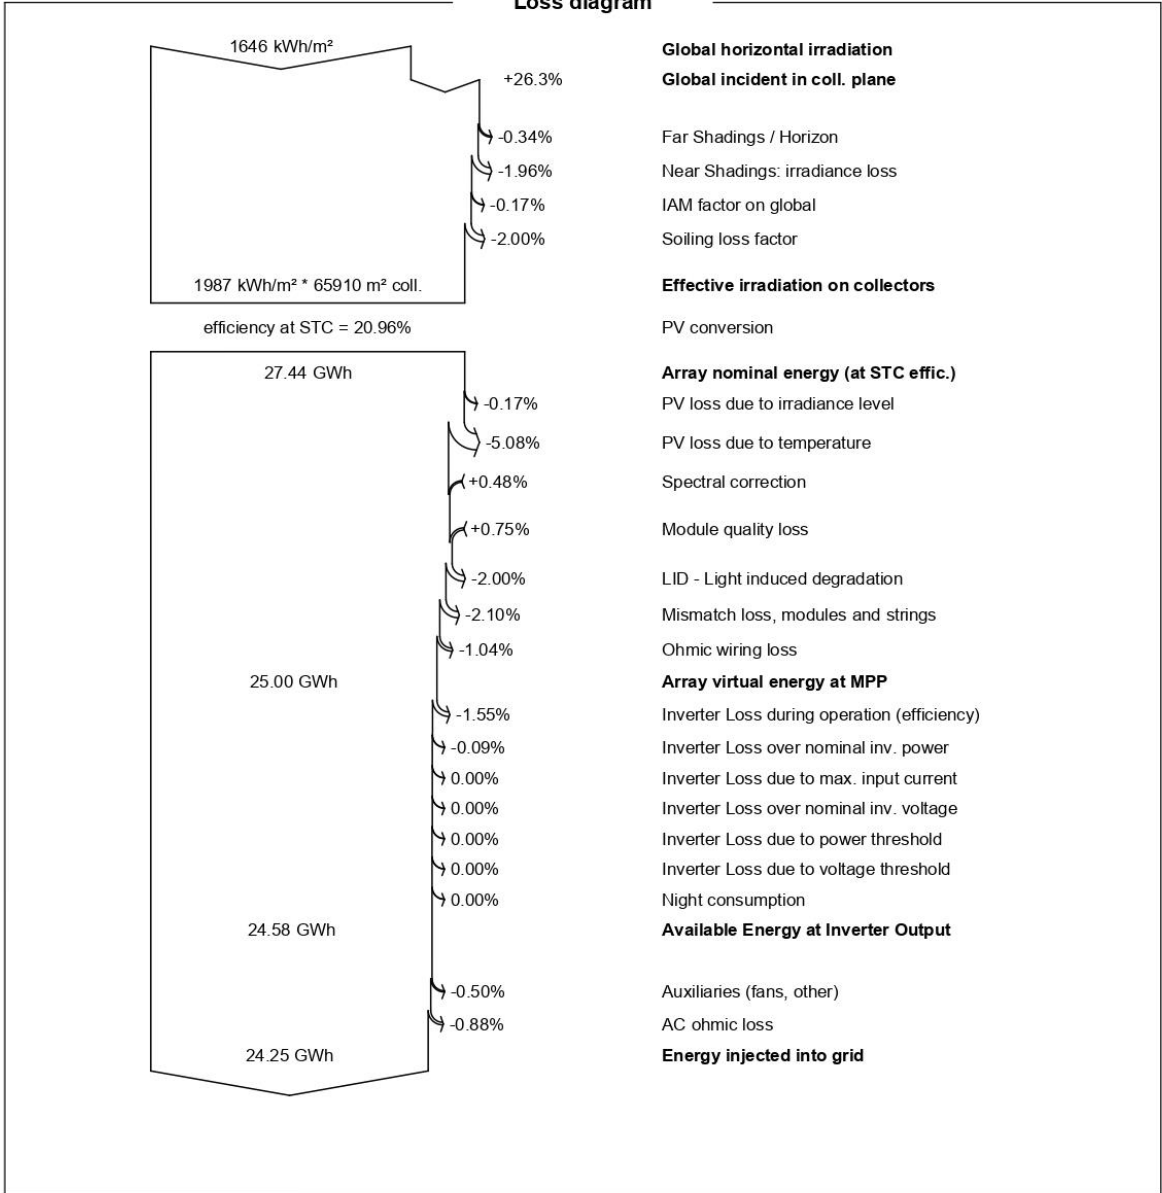 Loss diagram
1646 kWh/m² Global horizontal irradiation
+26.3% Global incident in coll. plane
-0.34% Far Shadings / Horizon
-1.96% Near Shadings: irradiance loss
-0.17% IAM factor on global
-2.00% Soiling loss factor
1987 kWh/m² * 65910 m² coll. Effective irradiation on collectors
efficiency at STC = 20.96% PV conversion
27.44 GWh Array nominal energy (at STC effic.)
-0.17% PV loss due to irradiance level
-5.08% PV loss due to temperature
+0.48% Spectral correction
+0.75% Module quality loss
-2.00% LID - Light induced degradation
-2.10% Mismatch loss, modules and strings
-1.04% Ohmic wiring loss
25.00 GWh Array virtual energy at MPP
-1.55% Inverter Loss during operation (efficiency)
-0.09% Inverter Loss over nominal inv. power
0.00% Inverter Loss due to max. input current
0.00% Inverter Loss over nominal inv. voltage
0.00% Inverter Loss due to power threshold
0.00% Inverter Loss due to voltage threshold
0.00% Night consumption
24.58 GWh Available Energy at Inverter Output
-0.50% Auxiliaries (fans, other)
-0.88% AC ohmic loss
24.25 GWh Energy injected into grid